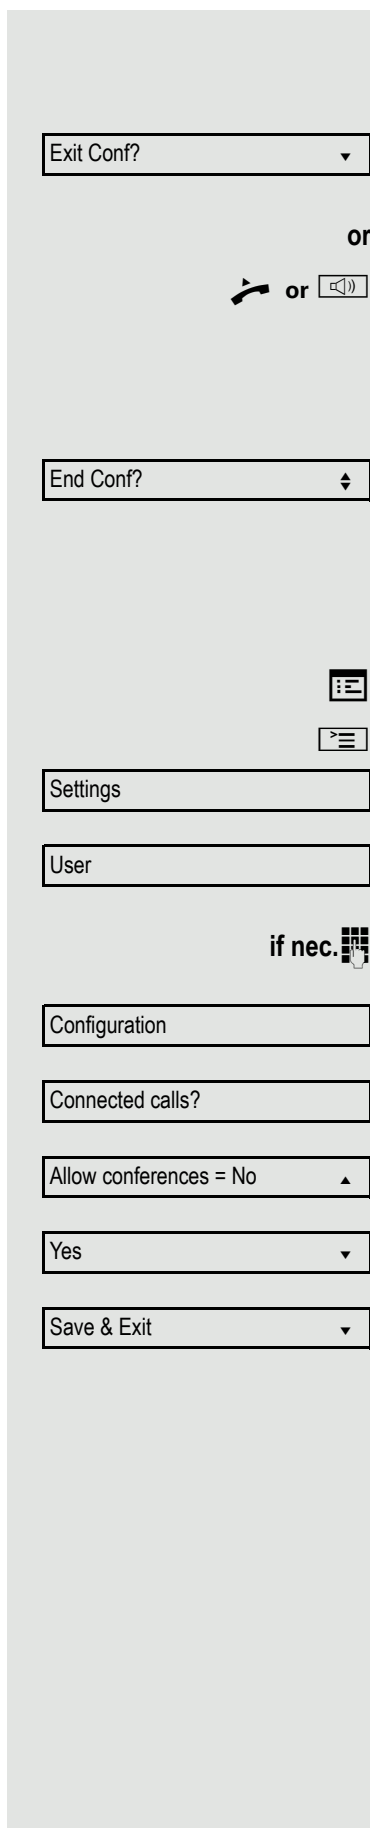 Exit Conf?
or
or
End Conf?
Settings
User
if nec.
Configuration
Connected calls?
Allow conferences = No
Yes
Save & Exit